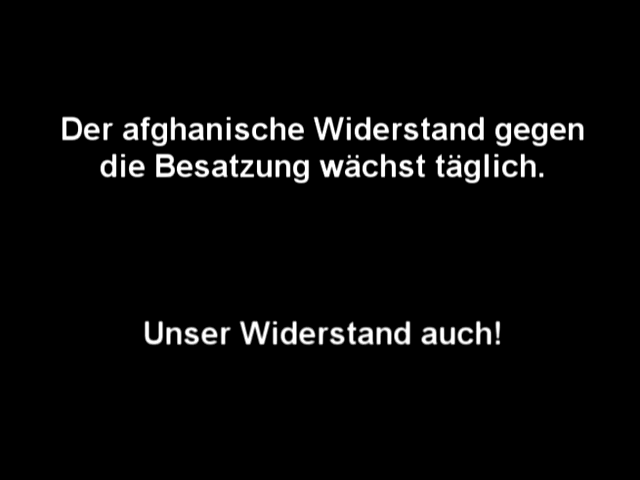 Der afghanische Widerstand gegen
die Besatzung wächst täglich.
Unser Widerstand auch!